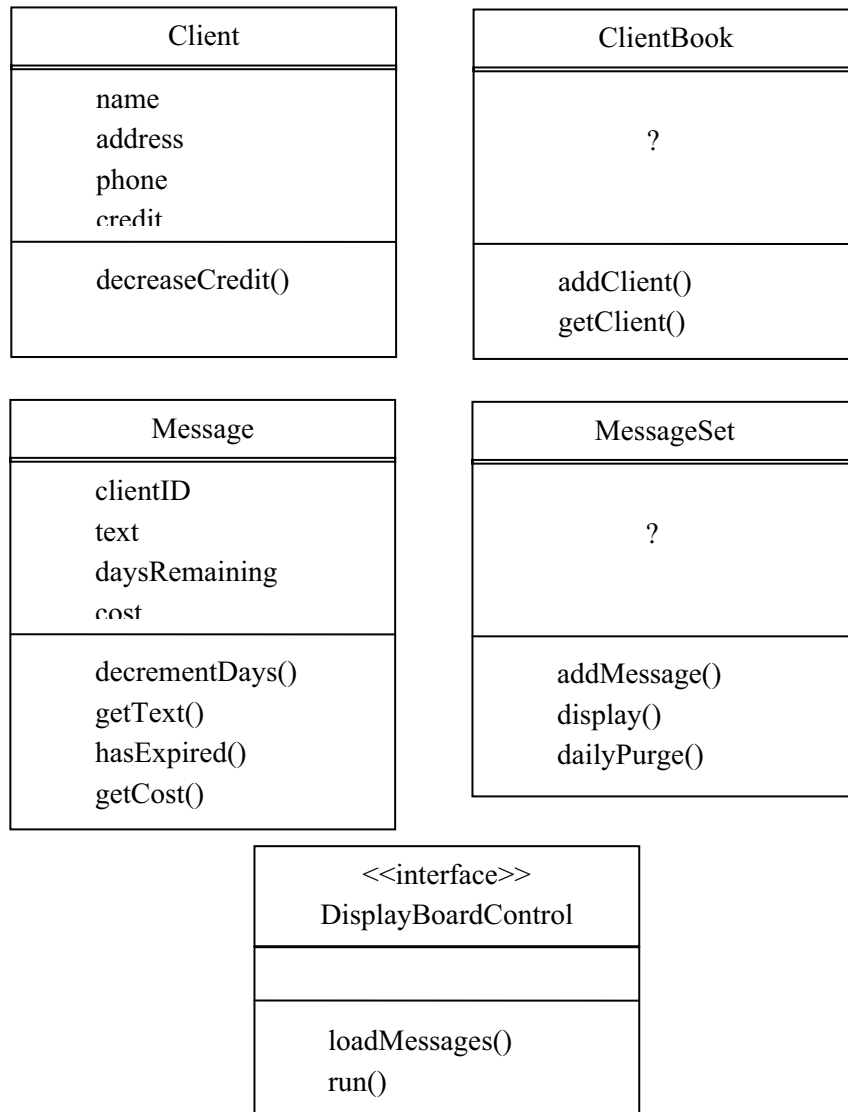 Client
name
address
phone
credit
decreaseCredit()
ClientBook
?
addClient()
getClient()
Message
clientID
text
daysRemaining
cost
decrementDays()
getText()
hasExpired()
getCost()
MessageSet
?
addMessage()
display()
dailyPurge()
<<interface>>
DisplayBoardControl
loadMessages()
run()